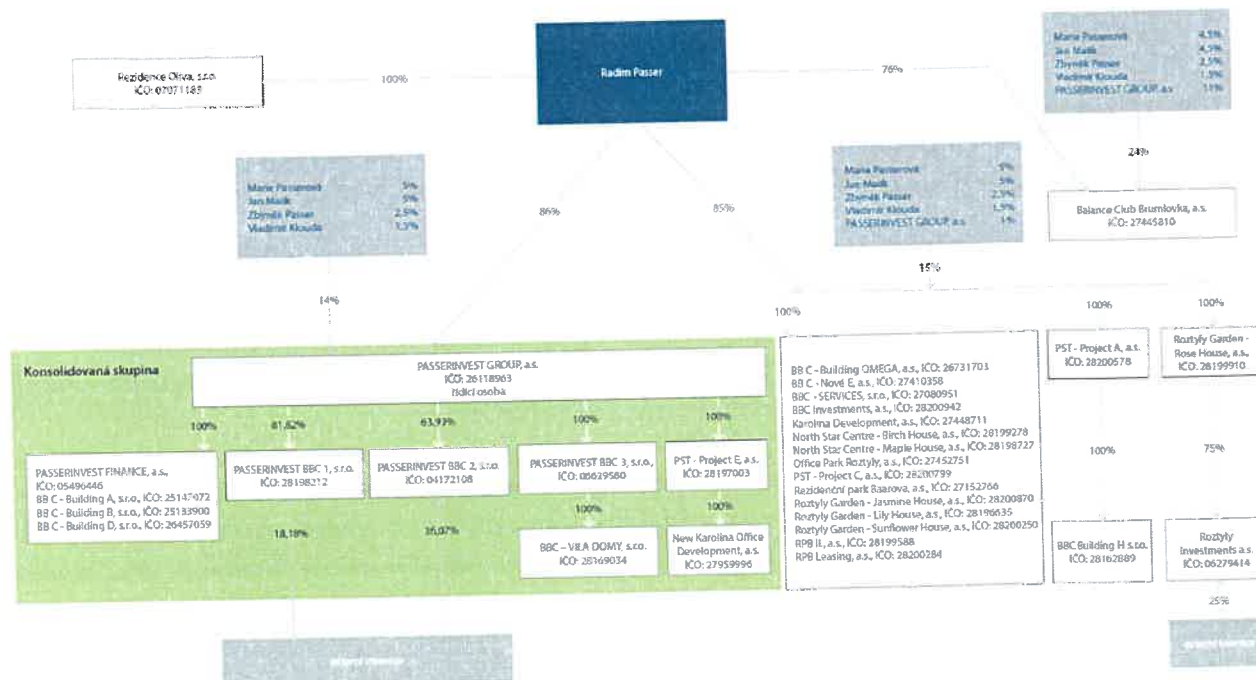 Rezidence Oliva, s.r.o.
IČO: 07071183
100%
Radim Passer
76%
Marie Passerová 4,5%
Jan Malík 4,5%
Zbyněk Passer 2,5%
Vladimír Klouda 1,5%
PASSERINVEST GROUP, a.s. 11%
24%
Balance Club Brumlovka, a.s.
IČO: 27445810
Marie Passerová 5%
Jan Malík 5%
Zbyněk Passer 2,5%
Vladimír Klouda 1,5%
14%
86%
85%
Marie Passerová 5%
Jan Malík 5%
Zbyněk Passer 2,5%
Vladimír Klouda 1,5%
PASSERINVEST GROUP, a.s. 1%
15%
100%
100%
100%
Konsolidovaná skupina
PASSERINVEST GROUP, a.s.
IČO: 26118963
řídící osoba
100%
81,82%
63,93%
100%
100%
PASSERINVEST FINANCE, a.s.,
IČO: 05496446
BB C - Building A, s.r.o., IČO: 25147072
BB C - Building B, s.r.o., IČO: 25133900
BB C - Building D, s.r.o., IČO: 26457059
PASSERINVEST BBC 1, s.r.o.
IČO: 28198212
18,18%
PASSERINVEST BBC 2, s.r.o.
IČO: 04172108
36,07%
PASSERINVEST BBC 3, s.r.o.,
IČO: 06629580
100%
BBC – VILA DOMY, s.r.o.
IČO: 28169034
PST - Project E, a.s.
IČO: 28197003
100%
New Karolina Office
Development, a.s.
IČO: 27959996
BB C - Building OMEGA, a.s., IČO: 26731703
BB C - Nové E, a.s., IČO: 27410358
BBC - SERVICES, s.r.o., IČO: 27080951
BBC Investments, a.s., IČO: 28200942
Karolina Development, a.s., IČO: 27448711
North Star Centre - Birch House, a.s., IČO: 28199278
North Star Centre - Maple House, a.s., IČO: 28198727
Office Park Roztyly, a.s., IČO: 27452751
PST - Project C, a.s., IČO: 28200799
Rezidenční park Baarova, a.s., IČO: 27152766
Roztyly Garden - Jasmine House, a.s., IČO: 28200870
Roztyly Garden - Lily House, a.s., IČO: 28196635
Roztyly Garden - Sunflower House, a.s., IČO: 28200250
RPB II., a.s., IČO: 28199588
RPB Leasing, a.s., IČO: 28200284
PST - Project A, a.s.
IČO: 28200578
100%
BBC Building H s.r.o.
IČO: 28162889
Roztyly Garden -
Rose House, a.s.,
IČO: 28199910
75%
Roztyly
Investments a.s.
IČO: 06279414
25%